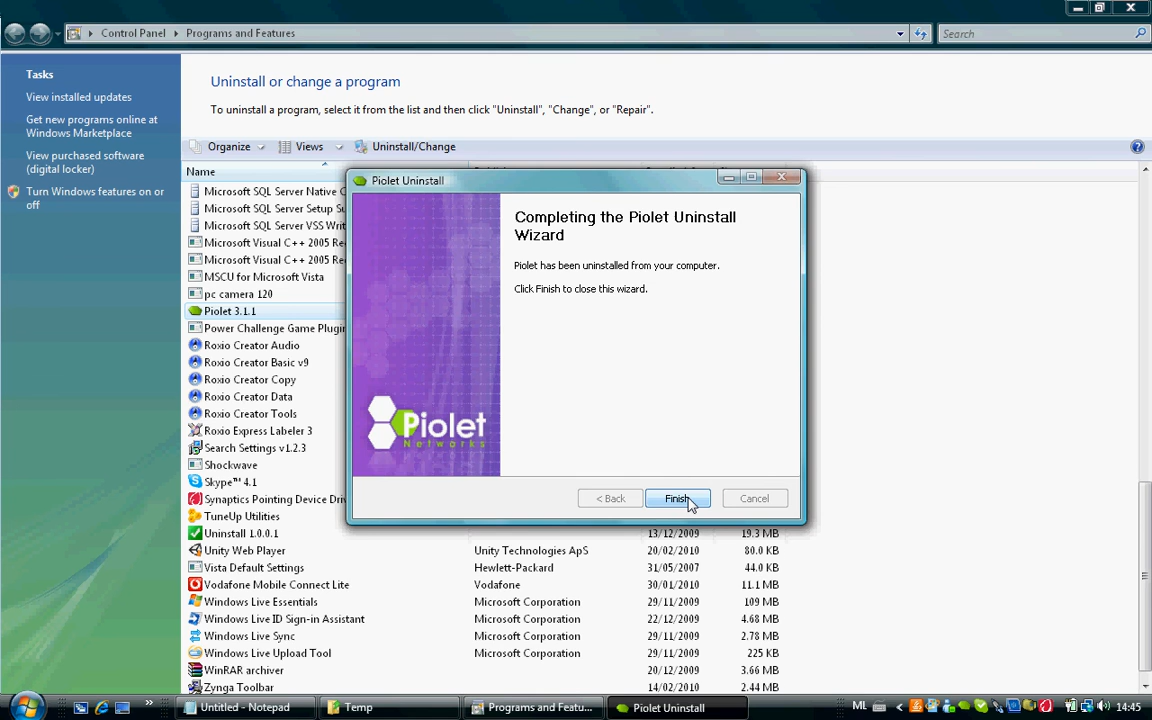 Control Panel
Programs and Features
Search
Tasks
View installed updates
Get new programs online at
Windows Marketplace
View purchased software
(digital locker)
Turn Windows features on or
off
Uninstall or change a program
To uninstall a program, select it from the list and then click "Uninstall", "Change", or "Repair".
Organize
Views
Uninstall/Change
Name
Microsoft SQL Server Native C
Microsoft SQL Server Setup Su
Microsoft SQL Server VSS Writ
Microsoft Visual C++ 2005 Re
Microsoft Visual C++ 2005 Re
MSCU for Microsoft Vista
pc camera 120
Piolet 3.1.1
Power Challenge Game Plugin
Roxio Creator Audio
Roxio Creator Basic v9
Roxio Creator Copy
Roxio Creator Data
Roxio Creator Tools
Roxio Express Labeler 3
Search Settings v1.2.3
Shockwave
Skype™ 4.1
Synaptics Pointing Device Driv
TuneUp Utilities
Uninstall 1.0.0.1 13/12/2009 19.3 MB
Unity Web Player Unity Technologies ApS 20/02/2010 80.0 KB
Vista Default Settings Hewlett-Packard 31/05/2007 44.0 KB
Vodafone Mobile Connect Lite Vodafone 30/01/2010 11.1 MB
Windows Live Essentials Microsoft Corporation 29/11/2009 109 MB
Windows Live ID Sign-in Assistant Microsoft Corporation 22/12/2009 4.68 MB
Windows Live Sync Microsoft Corporation 29/11/2009 2.78 MB
Windows Live Upload Tool Microsoft Corporation 29/11/2009 225 KB
WinRAR archiver 20/12/2009 3.66 MB
Zynga Toolbar 14/02/2010 2.44 MB
Piolet Uninstall
Completing the Piolet Uninstall
Wizard
Piolet has been uninstalled from your computer.
Click Finish to close this wizard.
Piolet
Networks
< Back
Finish
Cancel
Untitled - Notepad
Temp
Programs and Featu...
Piolet Uninstall
ML
14:45